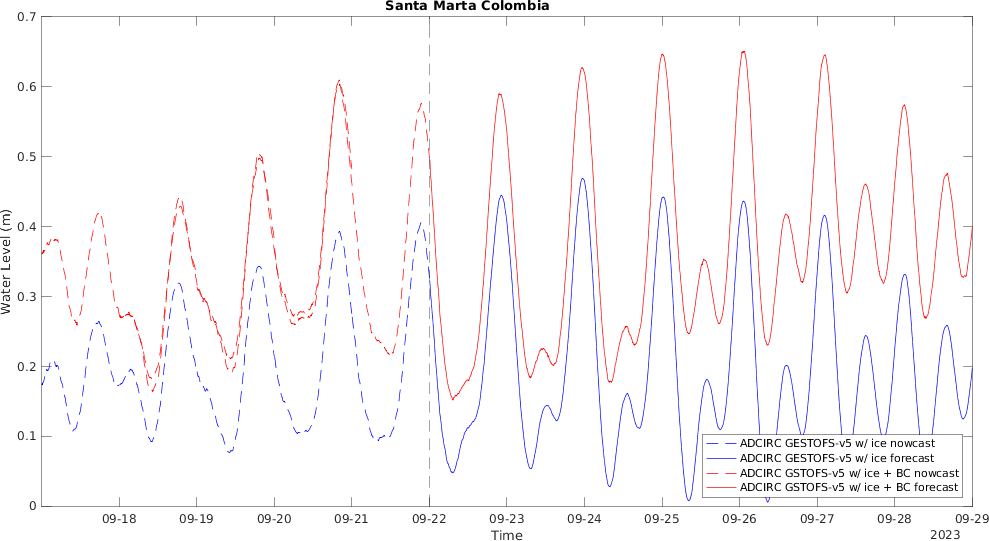 Santa Marta Colombia
0.7
0.6
0.5
0.4
0.3
0.2
0.1
0
Water Level (m)
ADCIRC GESTOFS-v5 w/ ice nowcast
ADCIRC GESTOFS-v5 w/ ice forecast
ADCIRC GSTOFS-v5 w/ ice + BC nowcast
ADCIRC GSTOFS-v5 w/ ice + BC forecast
09-18 09-19 09-20 09-21 09-22 09-23 09-24 09-25 09-26 09-27 09-28 09-29
Time
2023